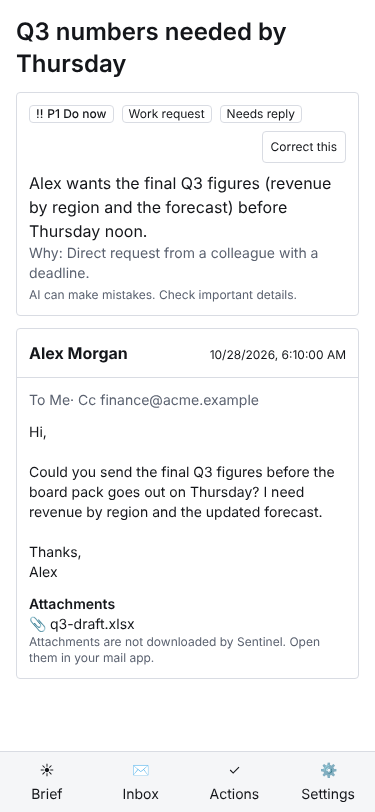 Q3 numbers needed by
Thursday
!! P1 Do now Work request Needs reply
Correct this
Alex wants the final Q3 figures (revenue
by region and the forecast) before
Thursday noon.
Why: Direct request from a colleague with a
deadline.
AI can make mistakes. Check important details.
Alex Morgan 10/28/2026, 6:10:00 AM
To Me· Cc finance@acme.example
Hi,
Could you send the final Q3 figures before the
board pack goes out on Thursday? I need
revenue by region and the updated forecast.
Thanks,
Alex
Attachments
📎 q3-draft.xlsx
Attachments are not downloaded by Sentinel. Open
them in your mail app.
Brief Inbox Actions Settings